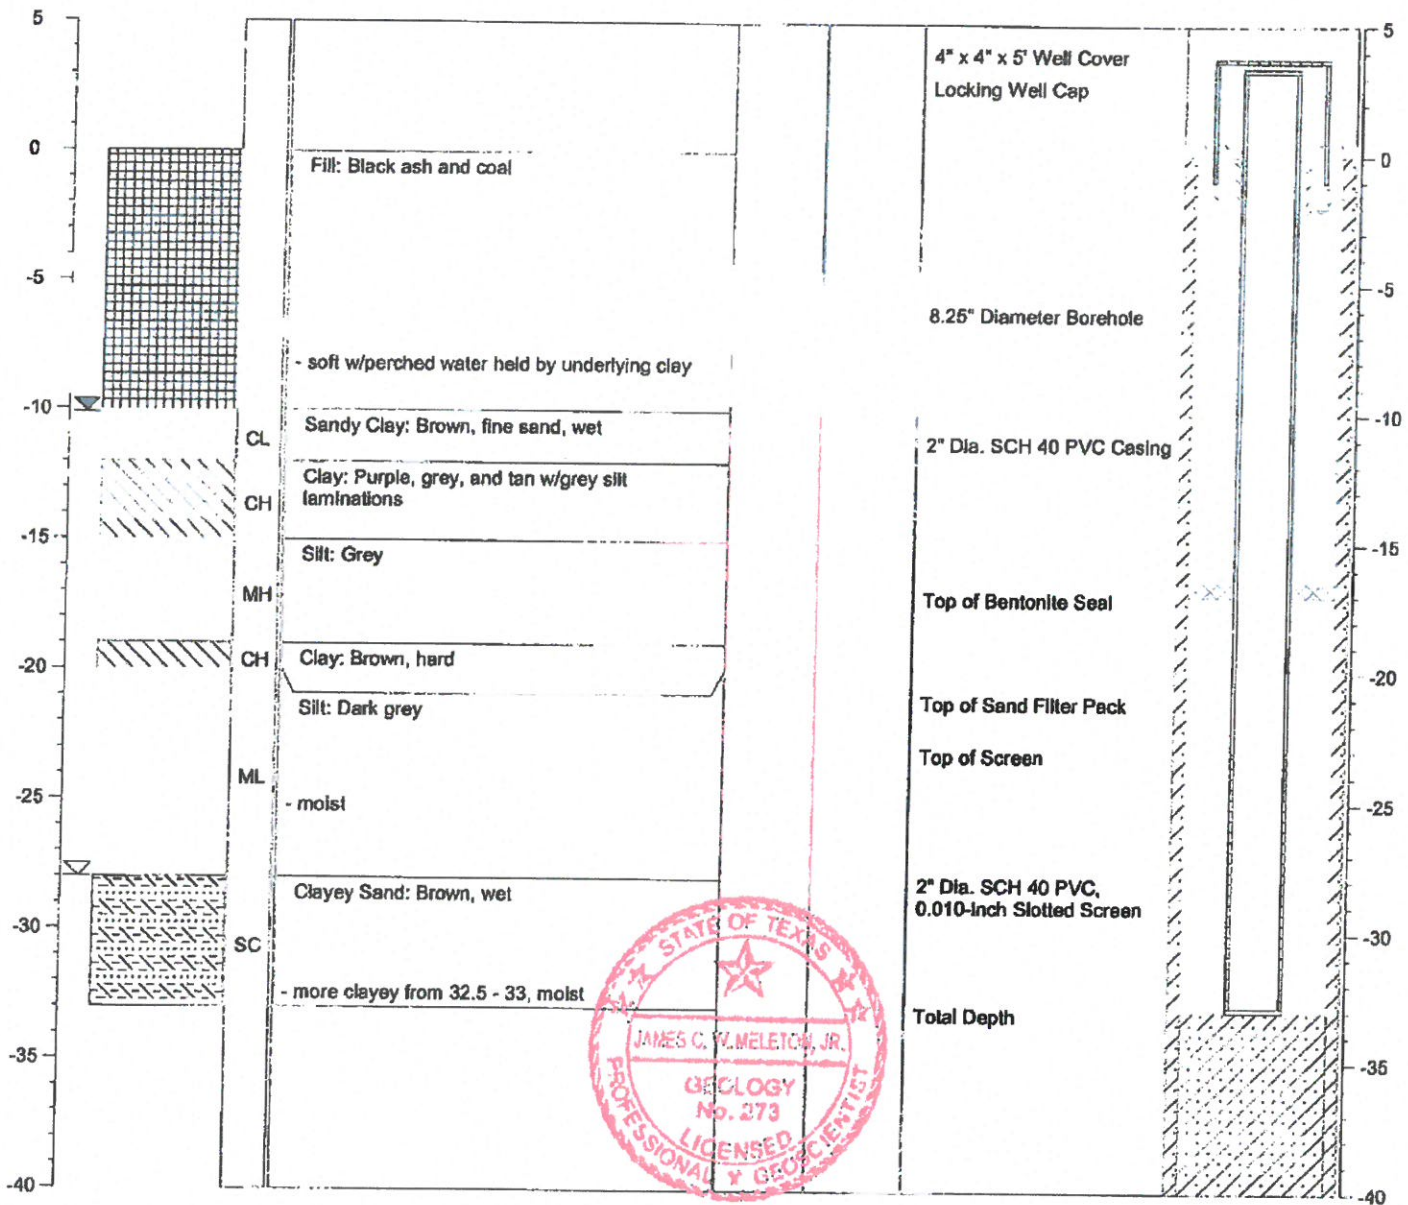 5
0
-5
-10
-15
-20
-25
-30
-35
-40
CL
CH
MH
CH
ML
SC
Fill: Black ash and coal
- soft w/perched water held by underlying clay
Sandy Clay: Brown, fine sand, wet
Clay: Purple, grey, and tan w/grey silt
laminations
Silt: Grey
Clay: Brown, hard
Silt: Dark grey
- moist
Clayey Sand: Brown, wet
- more clayey from 32.5 - 33, moist
STATE OF TEXAS
JAMES C. W. MELETON, JR.
GEOLOGY
No. 273
LICENSED
PROFESSIONAL GEOSCIENTIST
4" x 4" x 5' Well Cover
Locking Well Cap
8.25" Diameter Borehole
2" Dia. SCH 40 PVC Casing
Top of Bentonite Seal
Top of Sand Filter Pack
Top of Screen
2" Dia. SCH 40 PVC,
0.010-inch Slotted Screen
Total Depth
5
0
-5
-10
-15
-20
-25
-30
-35
-40